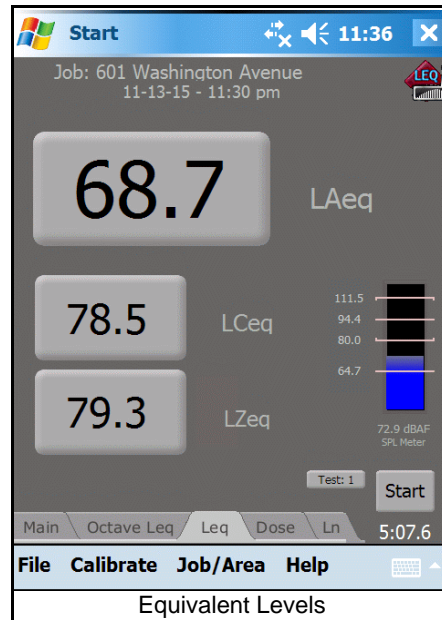 Start 11:36
Job: 601 Washington Avenue
11-13-15 - 11:30 pm
LEQ
68.7 LAeq
78.5 LCeq
79.3 LZeq
111.5
94.4
80.0
64.7
72.9 dBAF
SPL Meter
Test: 1
Start
Main Octave Leq Leq Dose Ln 5:07.6
File Calibrate Job/Area Help
Equivalent Levels